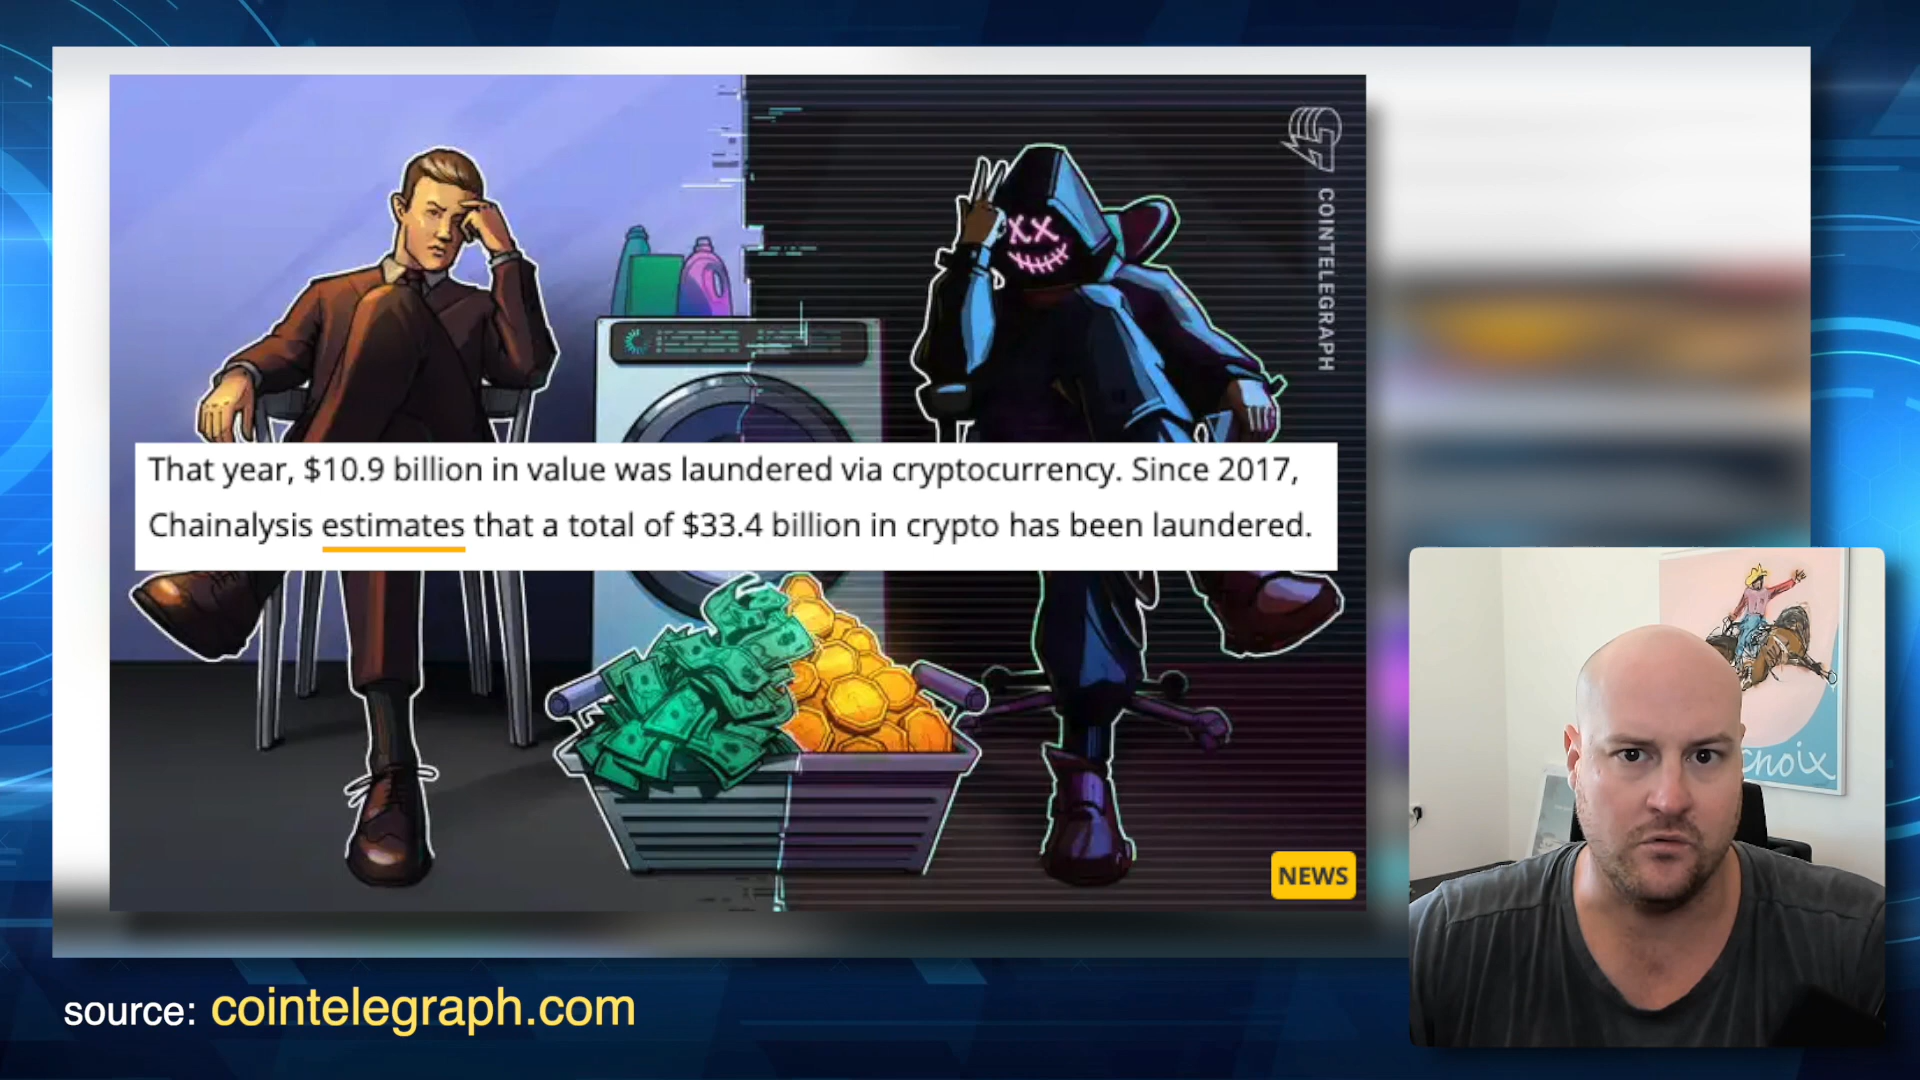 COINTELEGRAPH
That year, $10.9 billion in value was laundered via cryptocurrency. Since 2017,
Chainalysis estimates that a total of $33.4 billion in crypto has been laundered.
NEWS
choix
source: cointelegraph.com